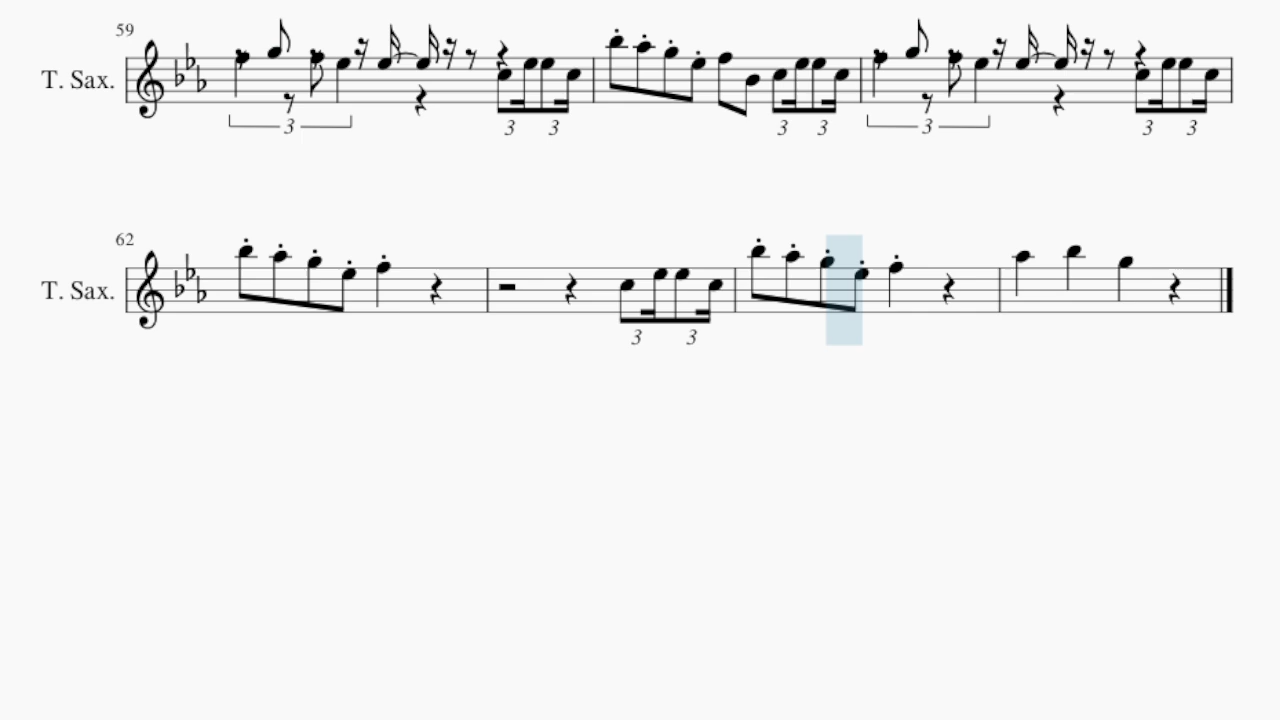 59
T. Sax.
3 3 3 3 3 3 3 3
62
T. Sax.
3 3